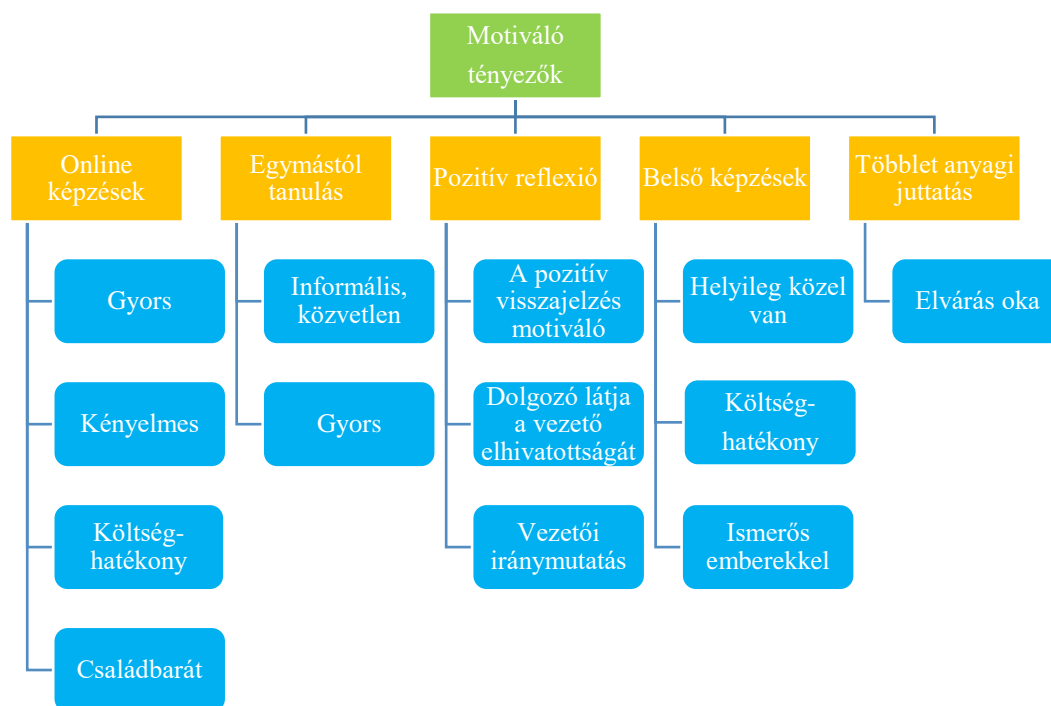 Motiváló
tényezők
Online
képzések
Egymástól
tanulás
Pozitív reflexió
Belső képzések
Többlet anyagi
juttatás
Gyors
Kényelmes
Költség-
hatékony
Családbarát
Informális,
közvetlen
Gyors
A pozitív
visszajelzés
motiváló
Dolgozó látja
a vezető
elhivatottságát
Vezetői
iránymutatás
Helyileg közel
van
Költség-
hatékony
Ismerős
emberekkel
Elvárás oka